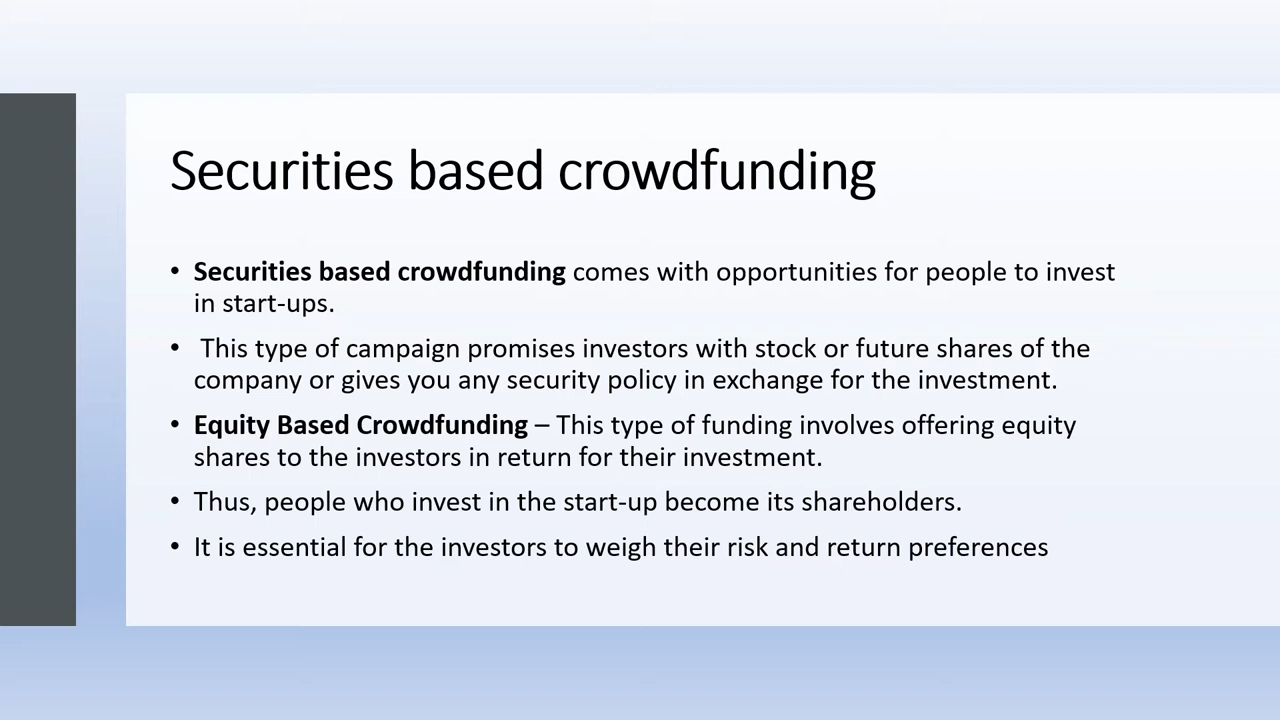 Securities based crowdfunding
• Securities based crowdfunding comes with opportunities for people to invest
in start-ups.
• This type of campaign promises investors with stock or future shares of the
company or gives you any security policy in exchange for the investment.
• Equity Based Crowdfunding – This type of funding involves offering equity
shares to the investors in return for their investment.
• Thus, people who invest in the start-up become its shareholders.
• It is essential for the investors to weigh their risk and return preferences